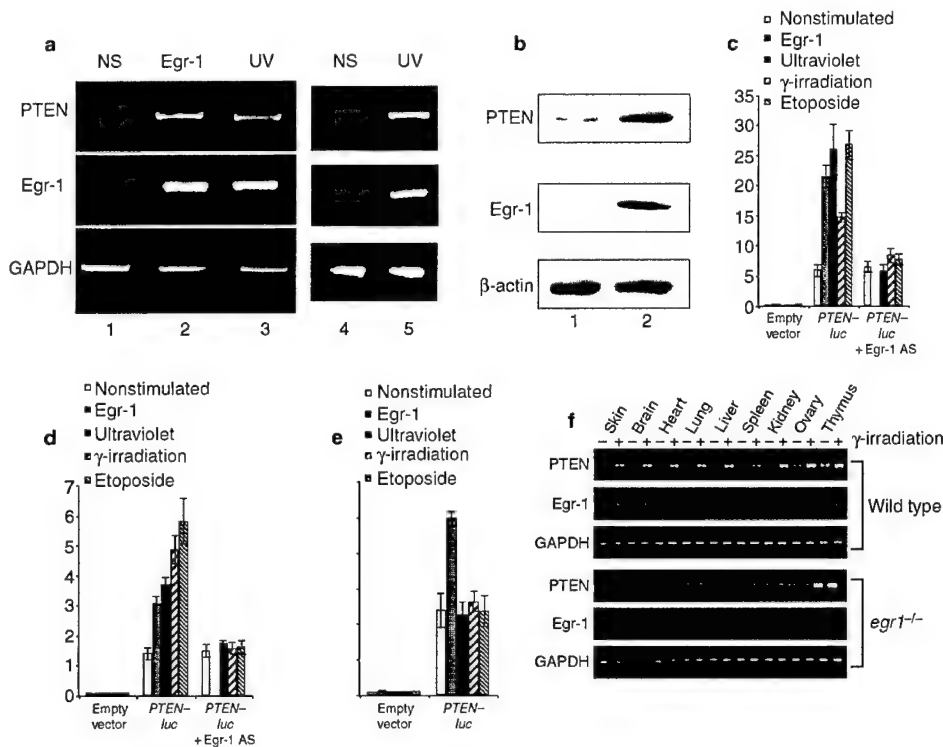 a
NS Egr-1 UV NS UV
PTEN
Egr-1
GAPDH
1 2 3 4 5
b
PTEN
Egr-1
β-actin
1 2
c
Nonstimulated
Egr-1
Ultraviolet
γ-irradiation
Etoposide
35
30
25
20
15
10
5
0
Empty vector
PTEN–luc
PTEN–luc + Egr-1 AS
d
Nonstimulated
Egr-1
Ultraviolet
γ-irradiation
Etoposide
7
6
5
4
3
2
1
0
Empty vector
PTEN–luc
PTEN–luc + Egr-1 AS
e
Nonstimulated
Egr-1
Ultraviolet
γ-irradiation
Etoposide
Empty vector
PTEN–luc
f
Skin Brain Heart Lung Liver Spleen Kidney Ovary Thymus
– + – + – + – + – + – + – + – + – + γ-irradiation
PTEN
Egr-1
GAPDH
Wild type
PTEN
Egr-1
GAPDH
egr1–/–